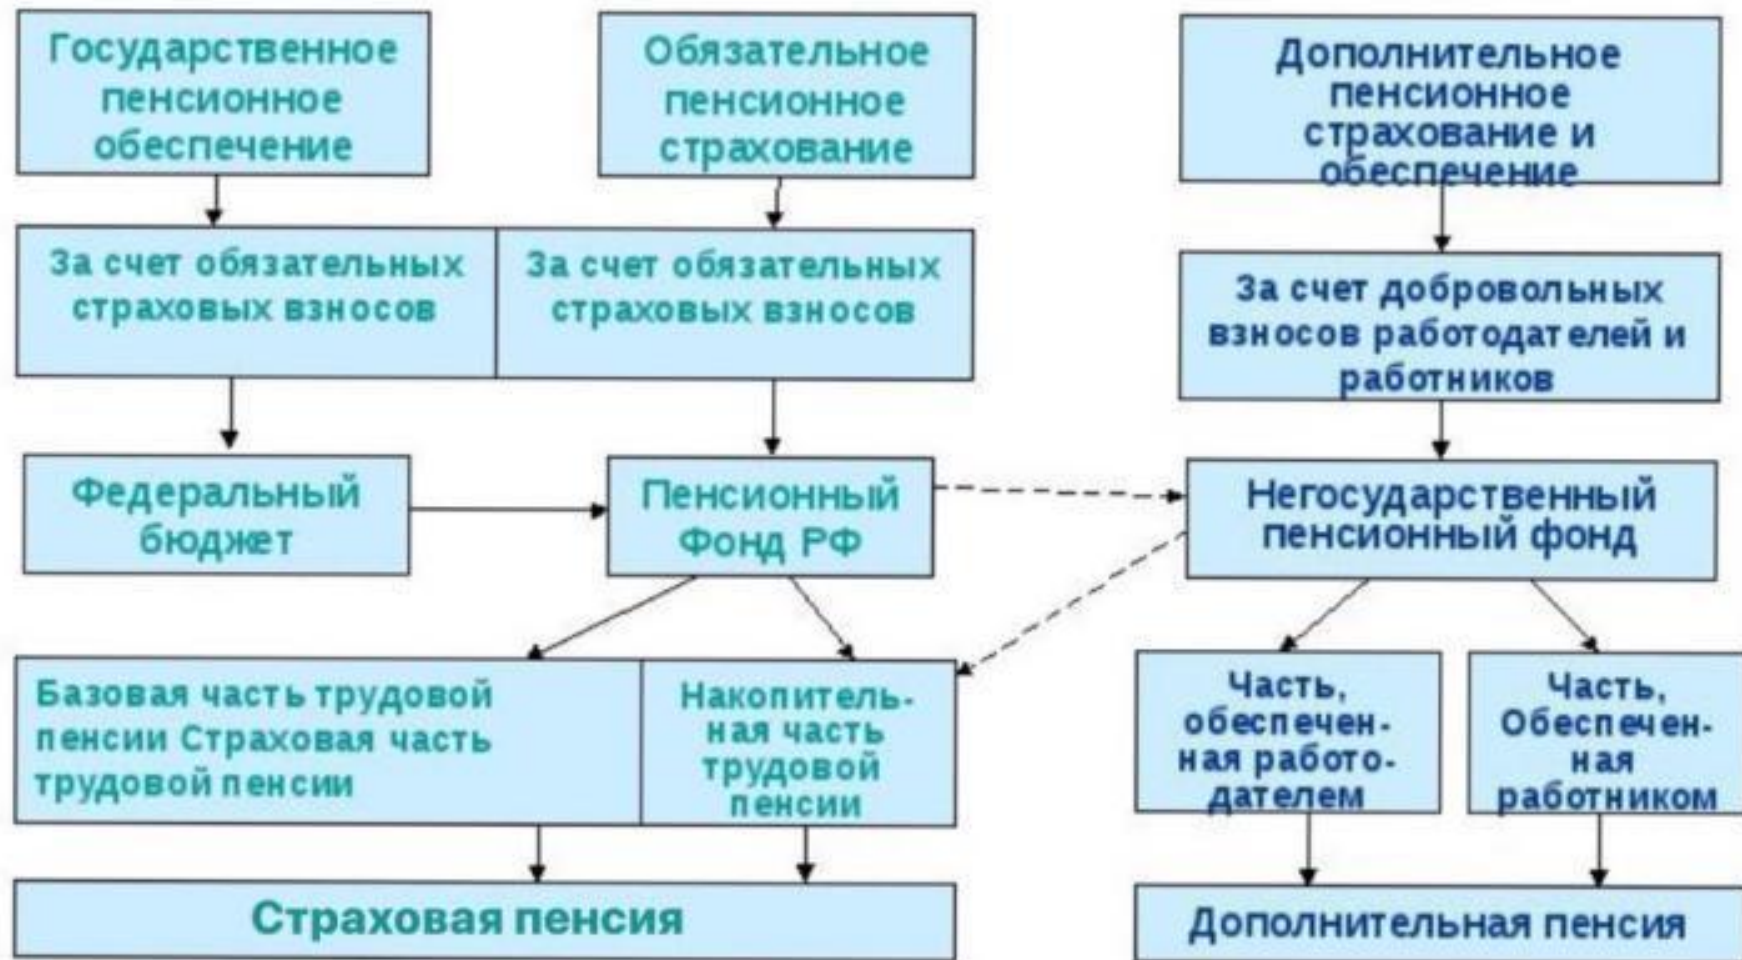 Государственное
пенсионное
обеспечение
Обязательное
пенсионное
страхование
Дополнительное
пенсионное
страхование и
обеспечение
За счет обязательных
страховых взносов
За счет обязательных
страховых взносов
За счет добровольных
взносов работодателей и
работников
Федеральный
бюджет
Пенсионный
Фонд РФ
Негосударственный
пенсионный фонд
Базовая часть трудовой
пенсии Страховая часть
трудовой пенсии
Накопитель-
ная часть
трудовой
пенсии
Часть,
обеспечен-
ная работо-
дателем
Часть,
Обеспечен-
ная
работником
Страховая пенсия
Дополнительная пенсия